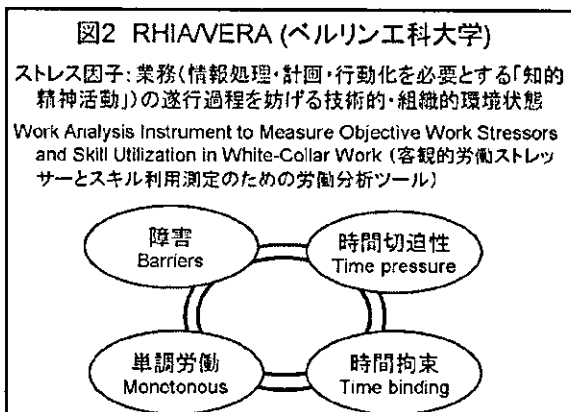 図2 RHIA/VERA (ベルリン工科大学)
ストレス因子: 業務(情報処理・計画・行動化を必要とする「知的
精神活動」)の遂行過程を妨げる技術的・組織的環境状態
Work Analysis Instrument to Measure Objective Work Stressors
and Skill Utilization in White-Collar Work (客観的労働ストレッ
サーとスキル利用測定のための労働分析ツール)
障害
Barriers
時間切迫性
Time pressure
単調労働
Monctonous
時間拘束
Time binding